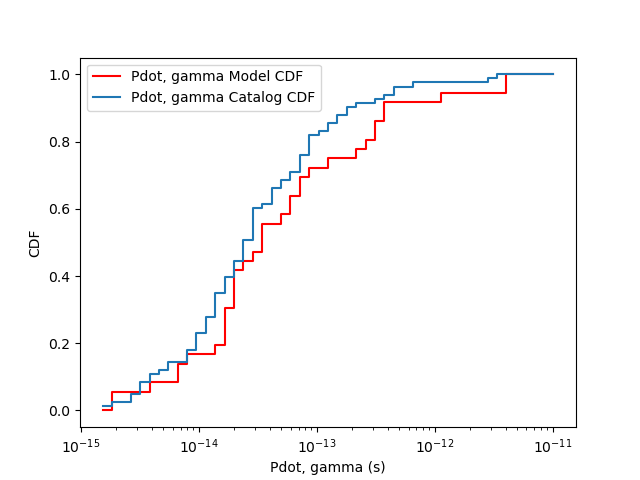 Pdot, gamma Model CDF
Pdot, gamma Catalog CDF
1.0
0.8
0.6
0.4
0.2
0.0
CDF
10⁻¹⁵ 10⁻¹⁴ 10⁻¹³ 10⁻¹² 10⁻¹¹
Pdot, gamma (s)